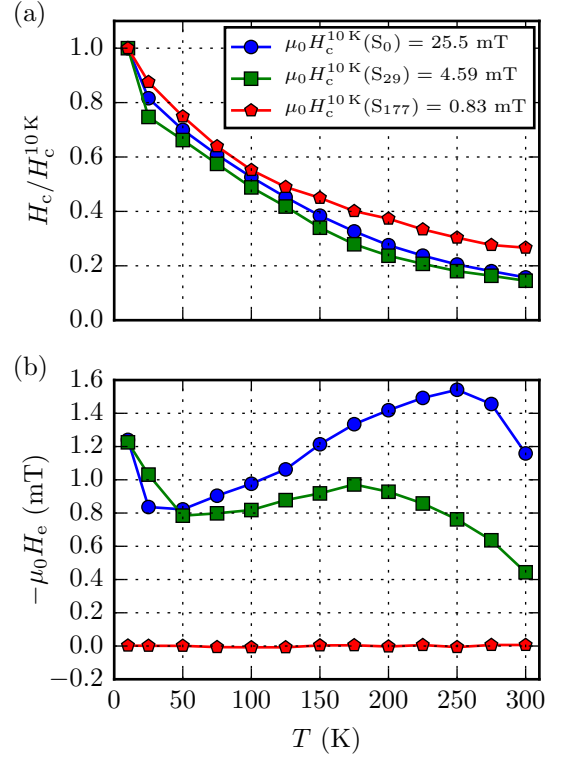 (a)
μ₀H_c^{10 K}(S₀) = 25.5 mT
μ₀H_c^{10 K}(S₂₉) = 4.59 mT
μ₀H_c^{10 K}(S₁₇₇) = 0.83 mT
H_c/H_c^{10 K}
1.0
0.8
0.6
0.4
0.2
0.0
(b)
−μ₀H_e (mT)
1.6
1.4
1.2
1.0
0.8
0.6
0.4
0.2
0.0
−0.2
0 50 100 150 200 250 300
T (K)